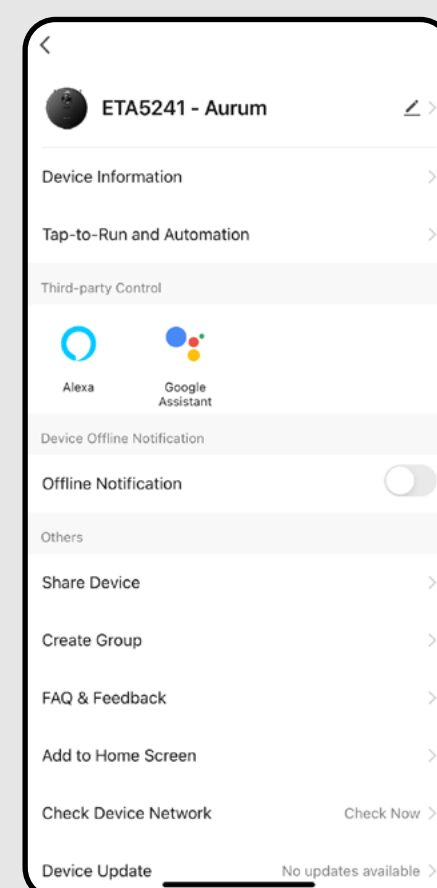 ETA5241 - Aurum
Device Information
Tap-to-Run and Automation
Third-party Control
Alexa
Google
Assistant
Device Offline Notification
Offline Notification
Others
Share Device
Create Group
FAQ & Feedback
Add to Home Screen
Check Device Network Check Now
Device Update No updates available